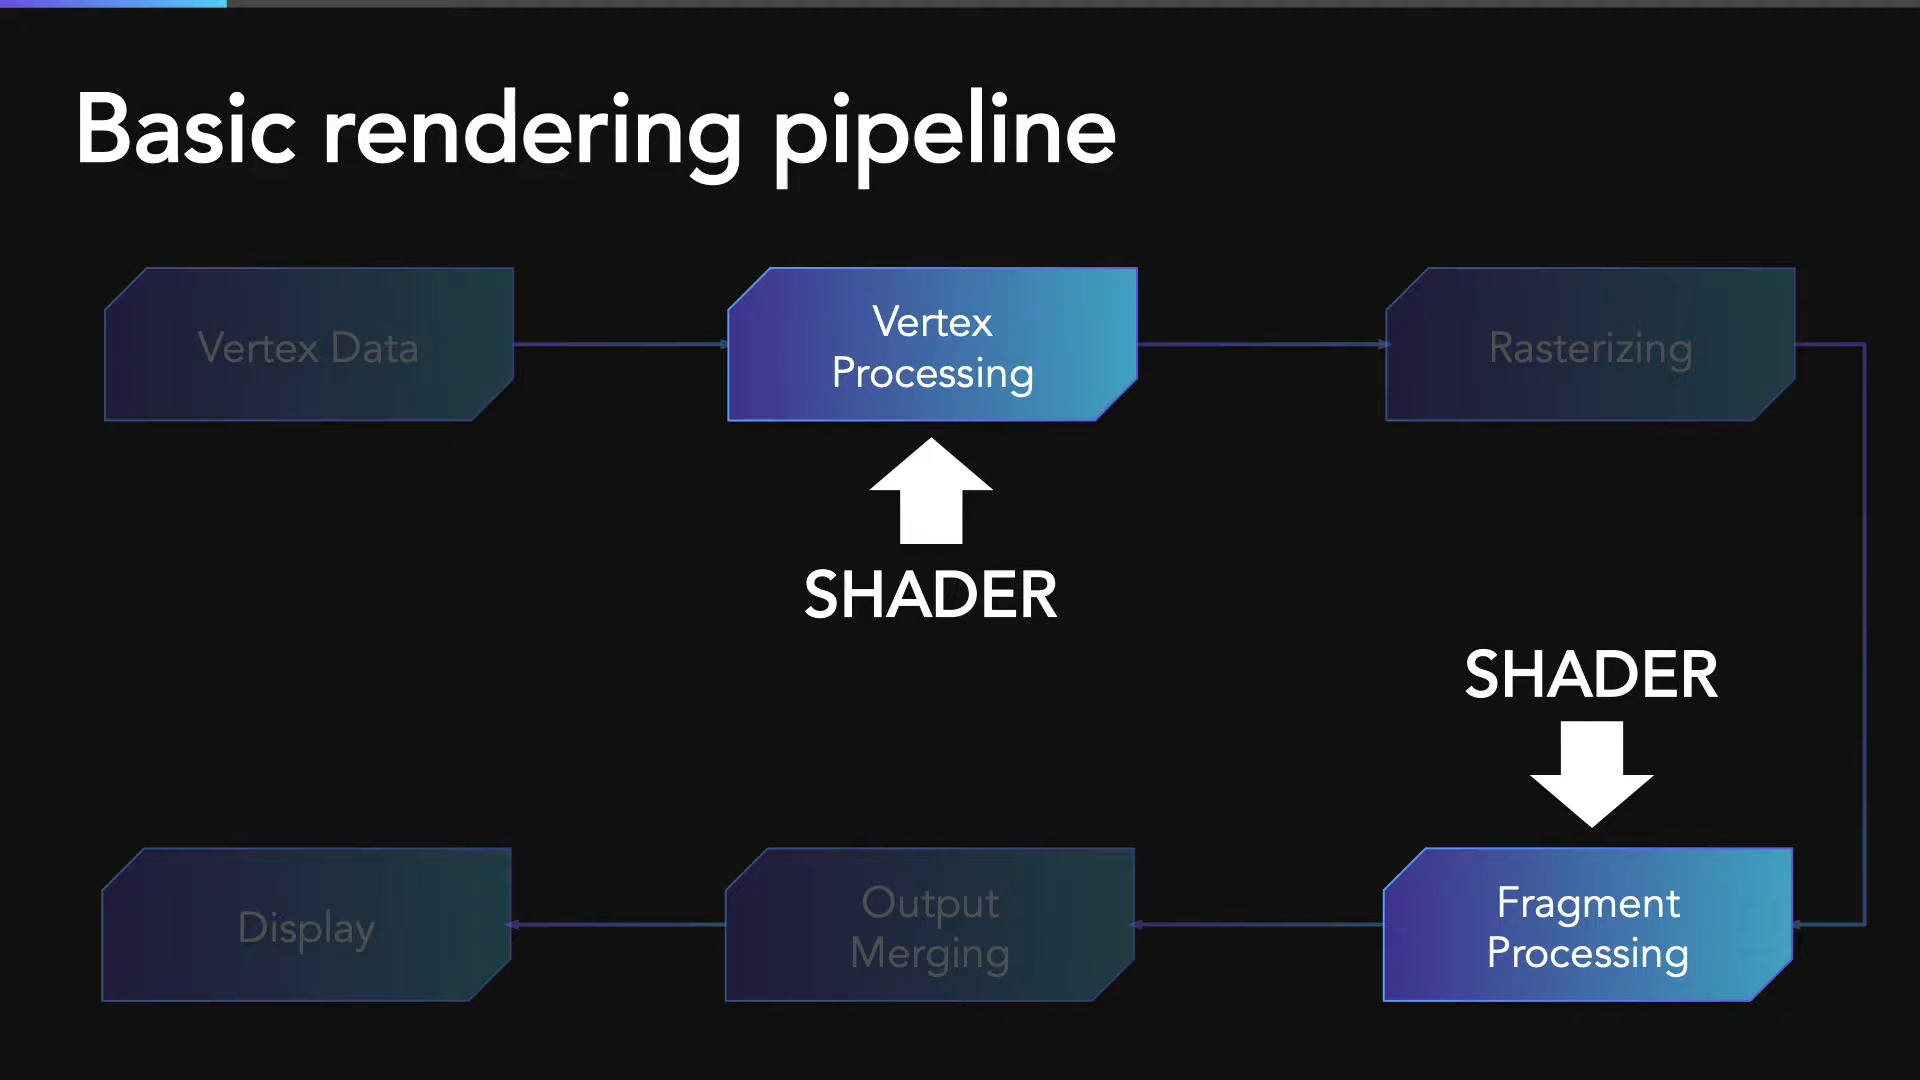 Basic rendering pipeline
Vertex Data
Vertex
Processing
Rasterizing
SHADER
SHADER
Display
Output
Merging
Fragment
Processing